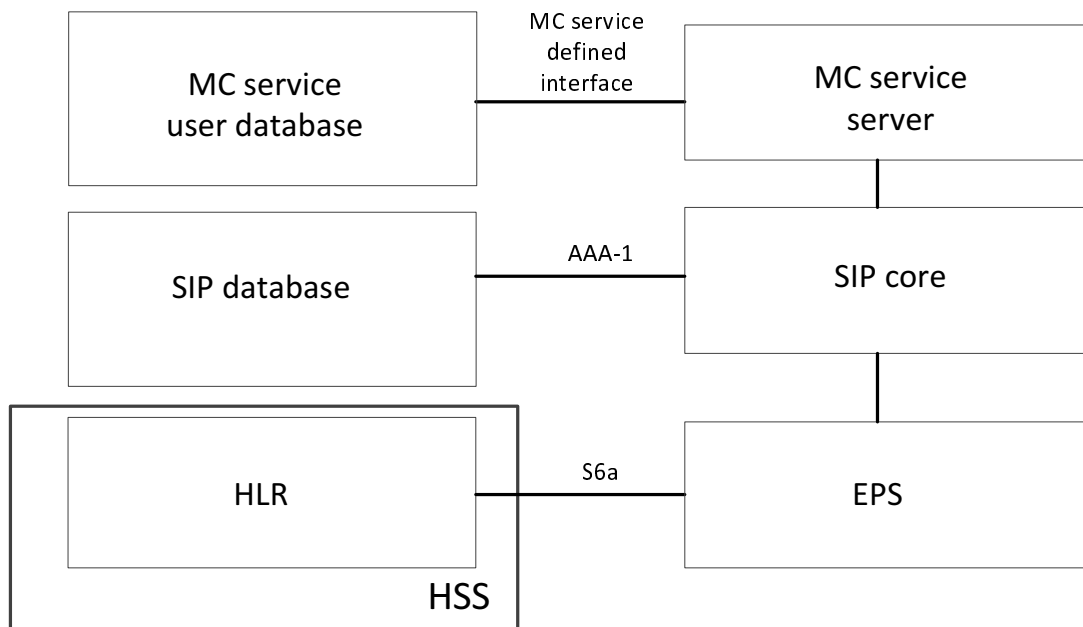 MC service
user database
MC service
defined
interface
MC service
server
SIP database
AAA-1
SIP core
HLR
S6a
EPS
HSS